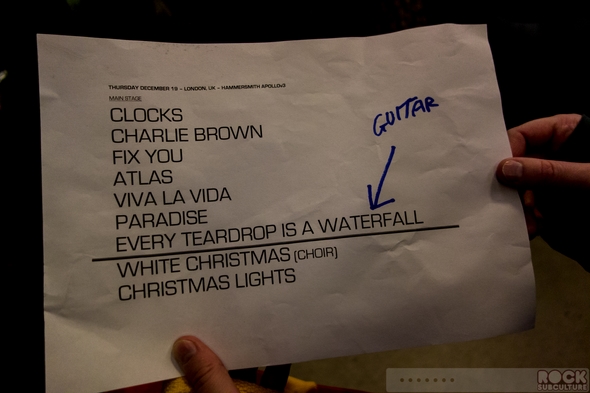 THURSDAY DECEMBER 19 - LONDON, UK - HAMMERSMITH APOLLOv3
MAIN STAGE
CLOCKS
CHARLIE BROWN
FIX YOU
ATLAS
VIVA LA VIDA
PARADISE
EVERY TEARDROP IS A WATERFALL
WHITE CHRISTMAS (CHOIR)
CHRISTMAS LIGHTS
GUITAR
ROCK
SUBCULTURE